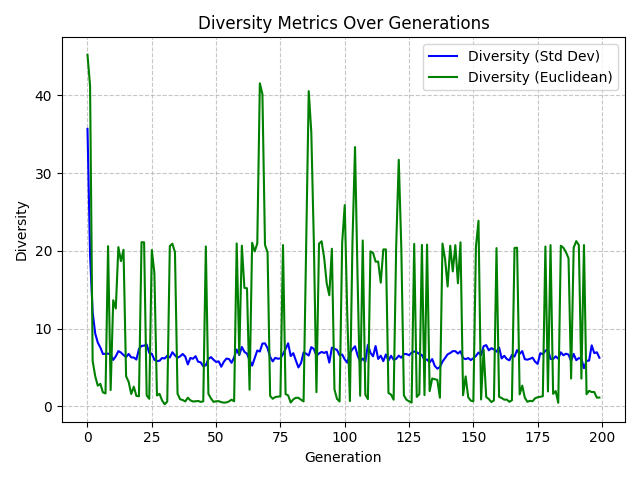 Diversity Metrics Over Generations
Diversity (Std Dev)
Diversity (Euclidean)
Diversity
40
30
20
10
0
0 25 50 75 100 125 150 175 200
Generation